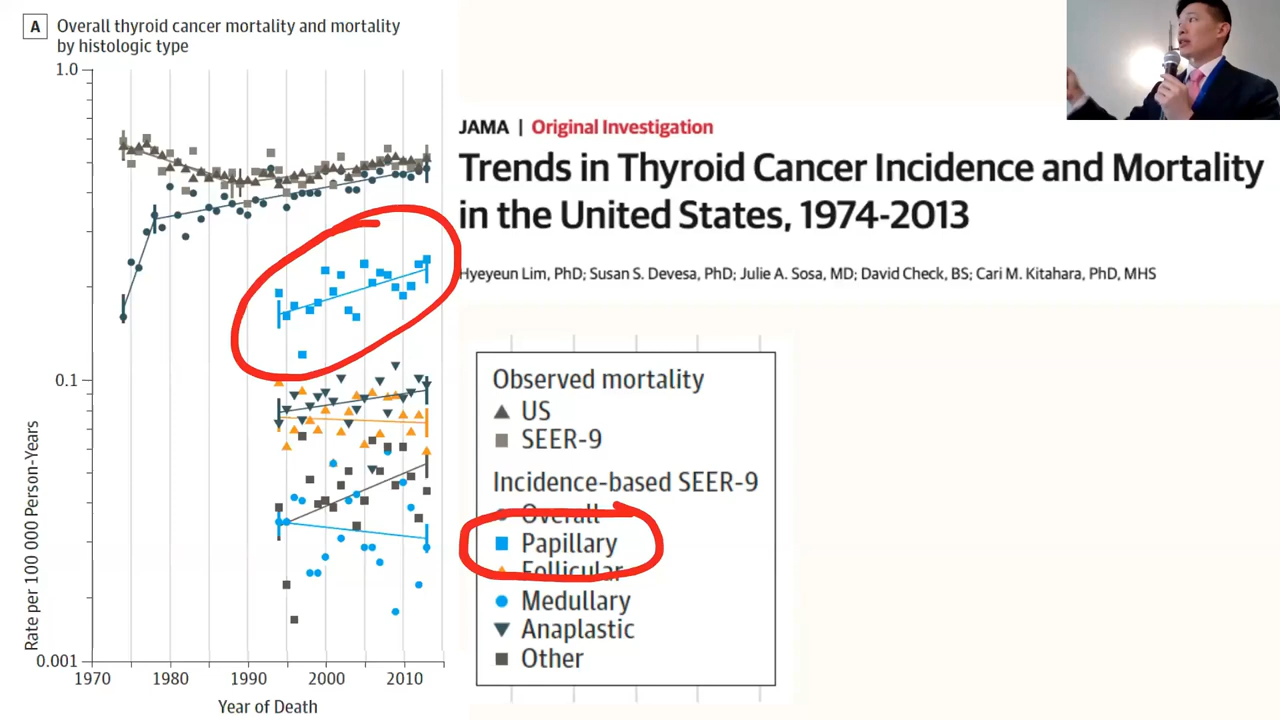 A Overall thyroid cancer mortality and mortality
by histologic type
1.0
0.1
0.001
Rate per 100 000 Person-Years
1970 1980 1990 2000 2010
Year of Death
JAMA | Original Investigation
Trends in Thyroid Cancer Incidence and Mortality
in the United States, 1974-2013
Hyeyeun Lim, PhD; Susan S. Devesa, PhD; Julie A. Sosa, MD; David Check, BS; Cari M. Kitahara, PhD, MHS
Observed mortality
US
SEER-9
Incidence-based SEER-9
Overall
Papillary
Follicular
Medullary
Anaplastic
Other